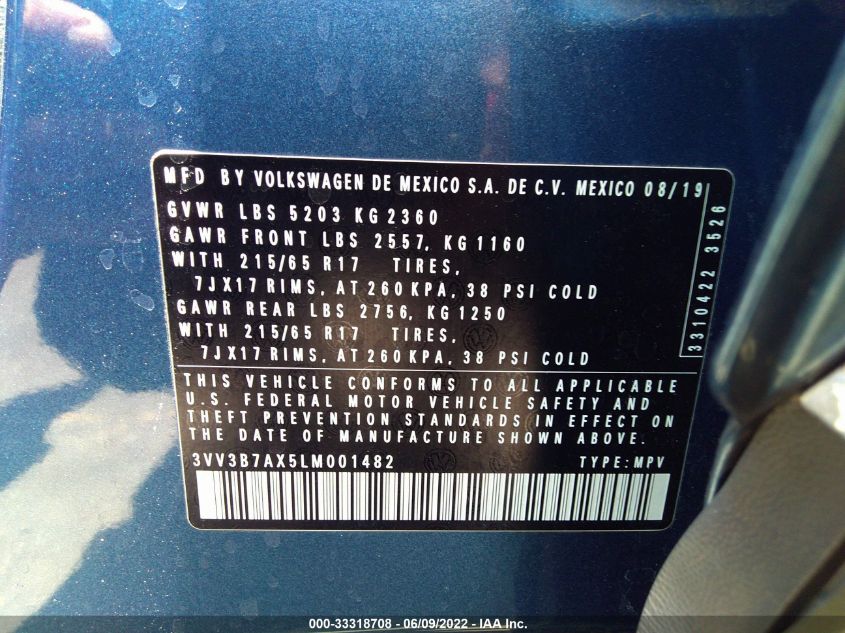 MFD BY VOLKSWAGEN DE MEXICO S.A. DE C.V. MEXICO 08/19
GVWR LBS 5203 KG 2360
GAWR FRONT LBS 2557, KG 1160
WITH 215/65 R17 TIRES,
7JX17 RIMS, AT 260 KPA, 38 PSI COLD
GAWR REAR LBS 2756, KG 1250
WITH 215/65 R17 TIRES,
7JX17 RIMS, AT 260 KPA, 38 PSI COLD
3310422 3526
THIS VEHICLE CONFORMS TO ALL APPLICABLE
U.S. FEDERAL MOTOR VEHICLE SAFETY AND
THEFT PREVENTION STANDARDS IN EFFECT ON
THE DATE OF MANUFACTURE SHOWN ABOVE.
3VV3B7AX5LM001482 TYPE: MPV
000-33318708 - 06/09/2022 - IAA Inc.